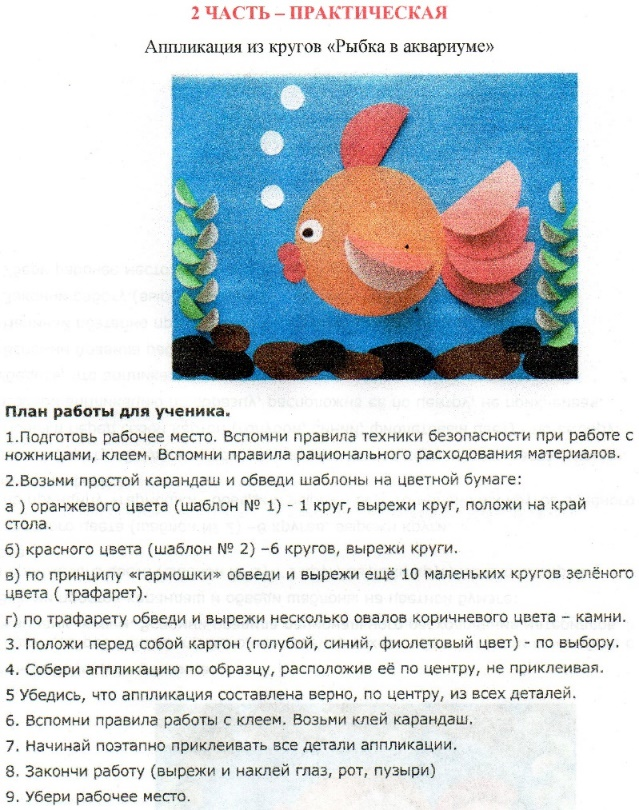 2 ЧАСТЬ – ПРАКТИЧЕСКАЯ
Аппликация из кругов «Рыбка в аквариуме»
План работы для ученика.
1.Подготовь рабочее место. Вспомни правила техники безопасности при работе с
ножницами, клеем. Вспомни правила рационального расходования материалов.
2.Возьми простой карандаш и обведи шаблоны на цветной бумаге:
а ) оранжевого цвета (шаблон № 1) - 1 круг, вырежи круг, положи на край
стола.
б) красного цвета (шаблон № 2) –6 кругов, вырежи круги.
в) по принципу «гармошки» обведи и вырежи ещё 10 маленьких кругов зелёного
цвета ( трафарет).
г) по трафарету обведи и вырежи несколько овалов коричневого цвета – камни.
3. Положи перед собой картон (голубой, синий, фиолетовый цвет) - по выбору.
4. Собери аппликацию по образцу, расположив её по центру, не приклеивая.
5 Убедись, что аппликация составлена верно, по центру, из всех деталей.
6. Вспомни правила работы с клеем. Возьми клей карандаш.
7. Начинай поэтапно приклеивать все детали аппликации.
8. Закончи работу (вырежи и наклей глаз, рот, пузыри)
9. Убери рабочее место.